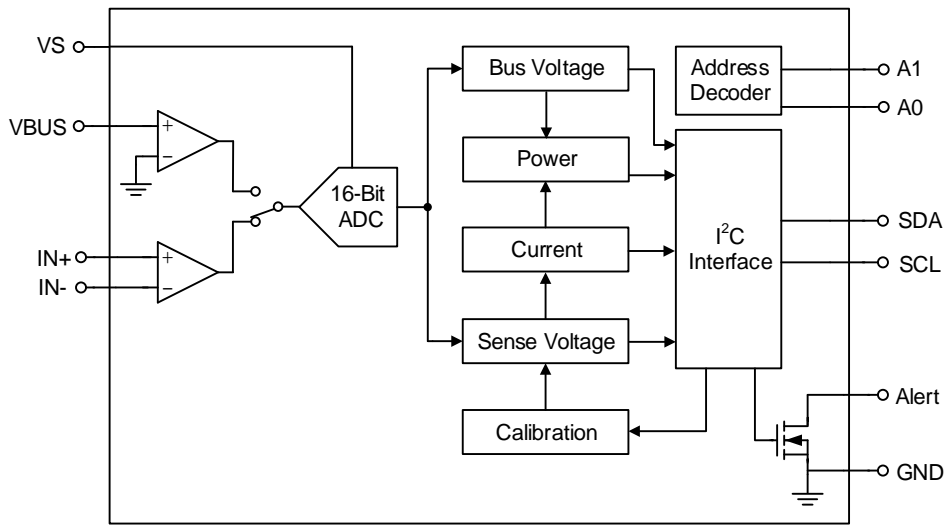 VS
VBUS
+
−
IN+
IN-
+
−
16-Bit
ADC
Bus Voltage
Power
Current
Sense Voltage
Calibration
Address
Decoder
I²C
Interface
A1
A0
SDA
SCL
Alert
GND